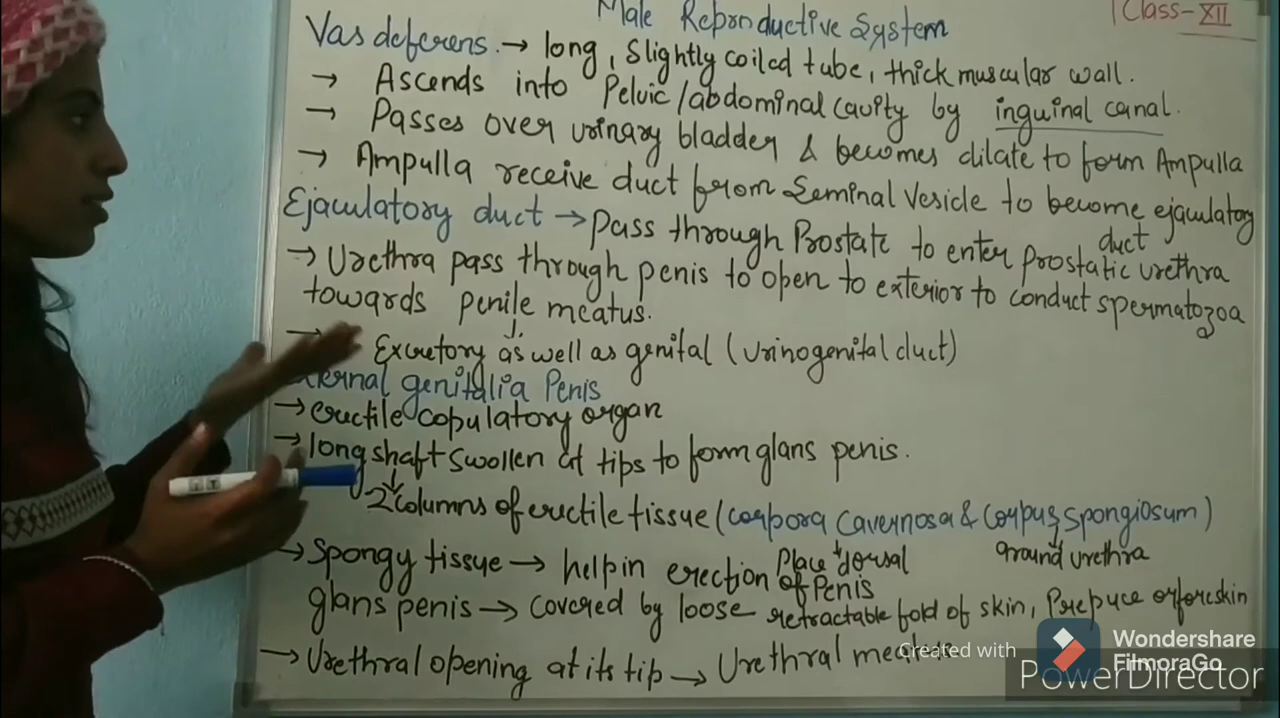 Male Reproductive System
Class-XII
Vas deferens. → long, Slightly coiled tube, thick muscular wall.
→ Ascends into Pelvic/abdominal cavity by inguinal canal.
→ Passes over urinary bladder & becomes dilate to form Ampulla
→ Ampulla receive duct from Seminal Vesicle to become ejaculatory duct
Ejaculatory duct → Pass through Prostate to enter prostatic urethra
→ Urethra pass through penis to open to exterior to conduct spermatozoa
towards penile meatus.
→ Excretory as well as genital (urinogenital duct)
ternal genitalia Penis
→ erectile copulatory organ
→ long shaft swollen at tips to form glans penis.
↓
2 columns of erectile tissue (corpora cavernosa & corpus spongiosum)
Place dorsal of Penis
around urethra
→ Spongy tissue → help in erection
glans penis → covered by loose retractable fold of skin, Prepuce or foreskin
→ Urethral opening at its tip → Urethral meatus
Created with
Wondershare
FilmoraGo
PowerDirector